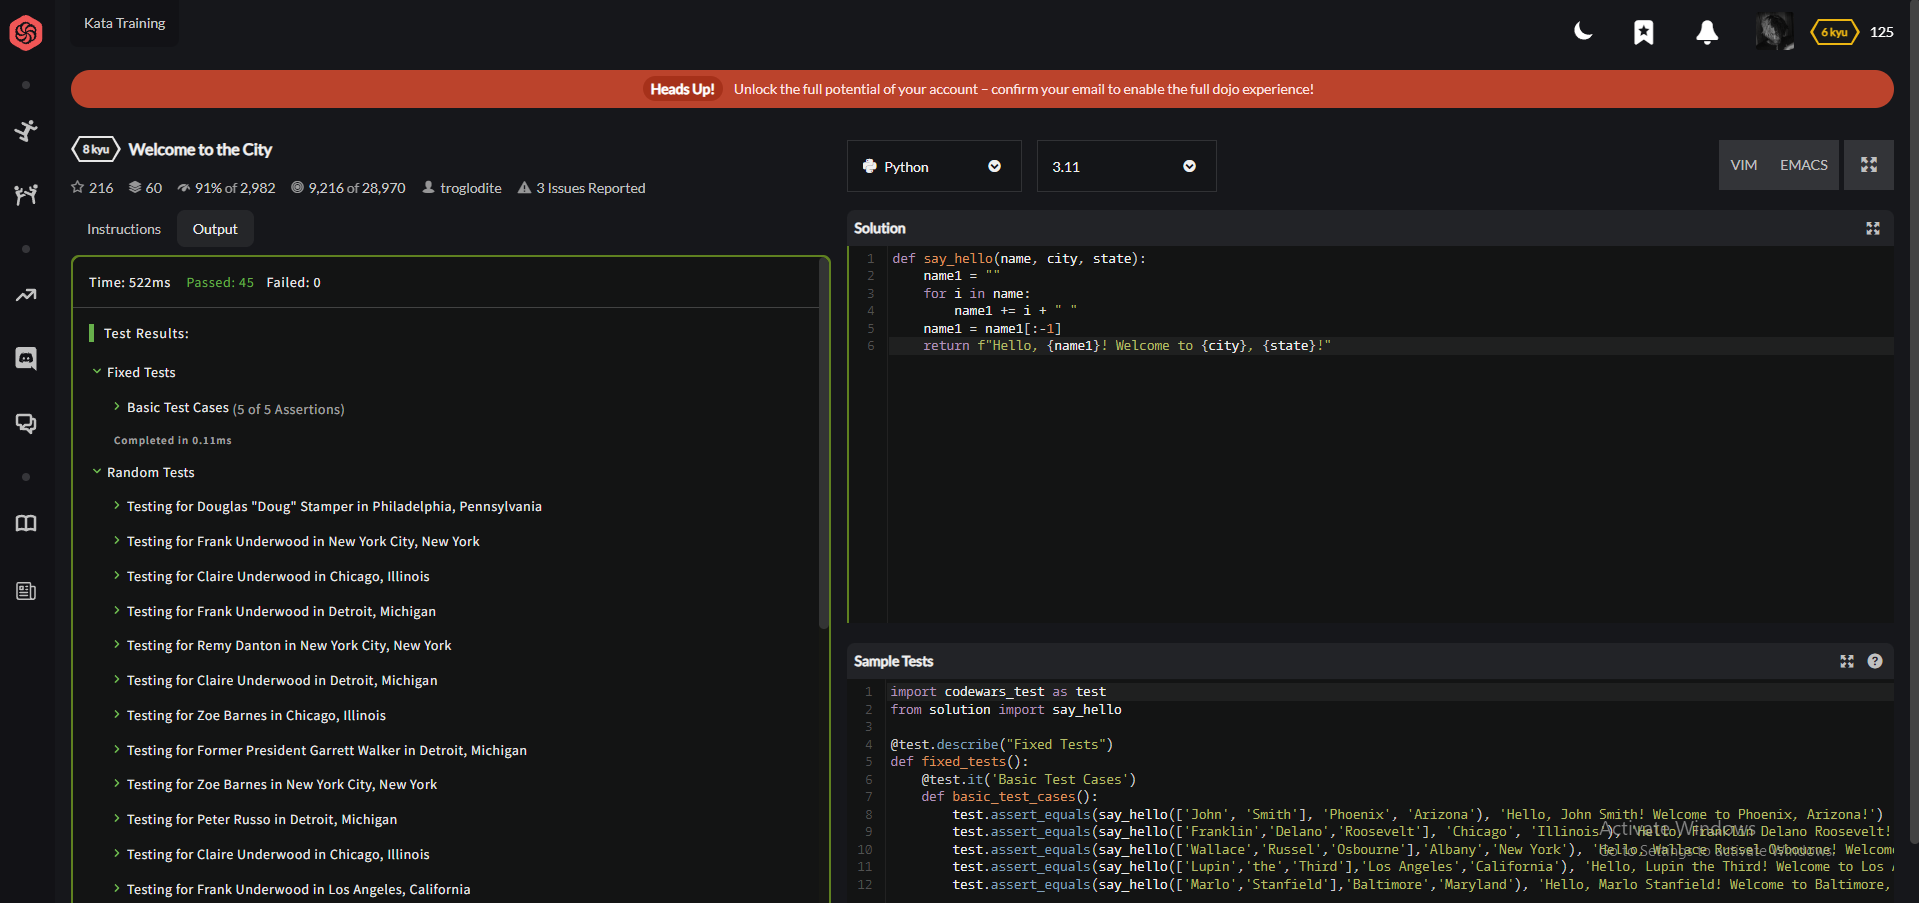 Kata Training
6 kyu 125
Heads Up! Unlock the full potential of your account – confirm your email to enable the full dojo experience!
8 kyu Welcome to the City
216 60 91% of 2,982 9,216 of 28,970 troglodite 3 Issues Reported
Instructions Output
Time: 522ms Passed: 45 Failed: 0
Test Results:
Fixed Tests
Basic Test Cases (5 of 5 Assertions)
Completed in 0.11ms
Random Tests
Testing for Douglas "Doug" Stamper in Philadelphia, Pennsylvania
Testing for Frank Underwood in New York City, New York
Testing for Claire Underwood in Chicago, Illinois
Testing for Frank Underwood in Detroit, Michigan
Testing for Remy Danton in New York City, New York
Testing for Claire Underwood in Detroit, Michigan
Testing for Zoe Barnes in Chicago, Illinois
Testing for Former President Garrett Walker in Detroit, Michigan
Testing for Zoe Barnes in New York City, New York
Testing for Peter Russo in Detroit, Michigan
Testing for Claire Underwood in Chicago, Illinois
Testing for Frank Underwood in Los Angeles, California
Python 3.11 VIM EMACS
Solution
1 def say_hello(name, city, state):
2     name1 = ""
3     for i in name:
4         name1 += i + " "
5     name1 = name1[:-1]
6     return f"Hello, {name1}! Welcome to {city}, {state}!"
Sample Tests
1 import codewars_test as test
2 from solution import say_hello
3
4 @test.describe("Fixed Tests")
5 def fixed_tests():
6     @test.it('Basic Test Cases')
7     def basic_test_cases():
8         test.assert_equals(say_hello(['John', 'Smith'], 'Phoenix', 'Arizona'), 'Hello, John Smith! Welcome to Phoenix, Arizona!')
9         test.assert_equals(say_hello(['Franklin','Delano','Roosevelt'], 'Chicago', 'Illinois'), 'Hello, Franklin Delano Roosevelt!
10         test.assert_equals(say_hello(['Wallace','Russel','Osbourne'],'Albany','New York'), 'Hello, Wallace Russel Osbourne! Welcome
11         test.assert_equals(say_hello(['Lupin','the','Third'],'Los Angeles','California'), 'Hello, Lupin the Third! Welcome to Los
12         test.assert_equals(say_hello(['Marlo','Stanfield'],'Baltimore','Maryland'), 'Hello, Marlo Stanfield! Welcome to Baltimore,
Activate Windows
Go to Settings to activate Windows.